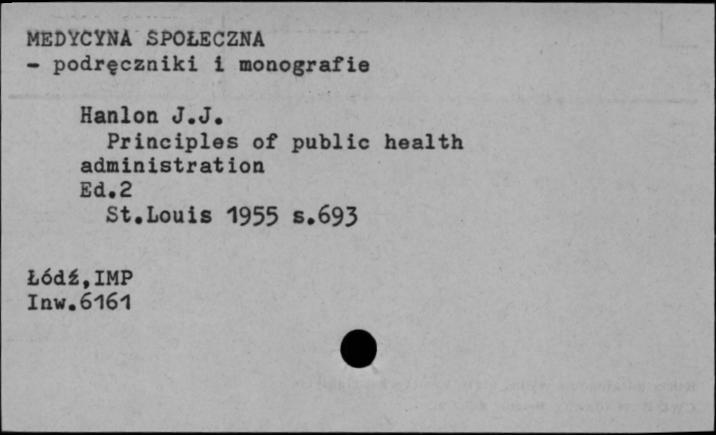 MEDYCYNA SPOŁECZNA
- podręczniki i monografie
Hanlon J.J.
Principles of public health
administration
Ed.2
St.Louis 1955 s.693
Łódź,IMP
Inw.6161